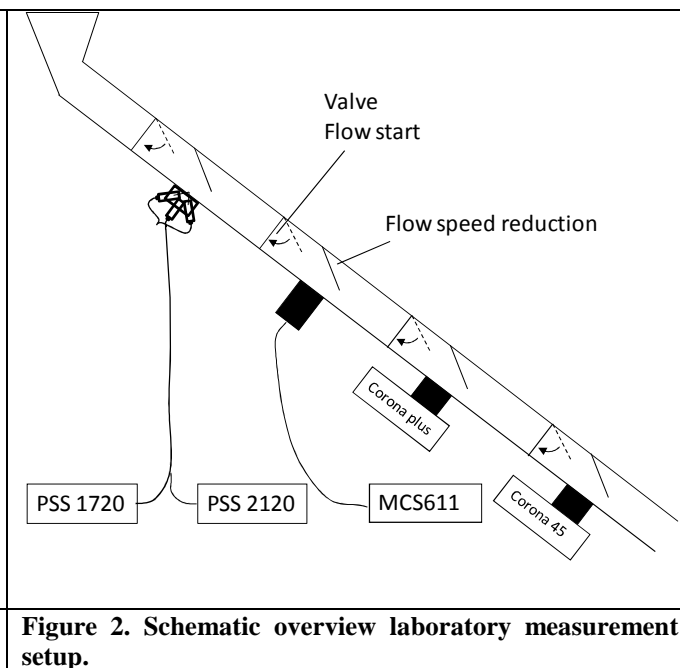 Valve
Flow start
Flow speed reduction
Corona plus
Corona 45
PSS 1720
PSS 2120
MCS611
Figure 2. Schematic overview laboratory measurement
setup.